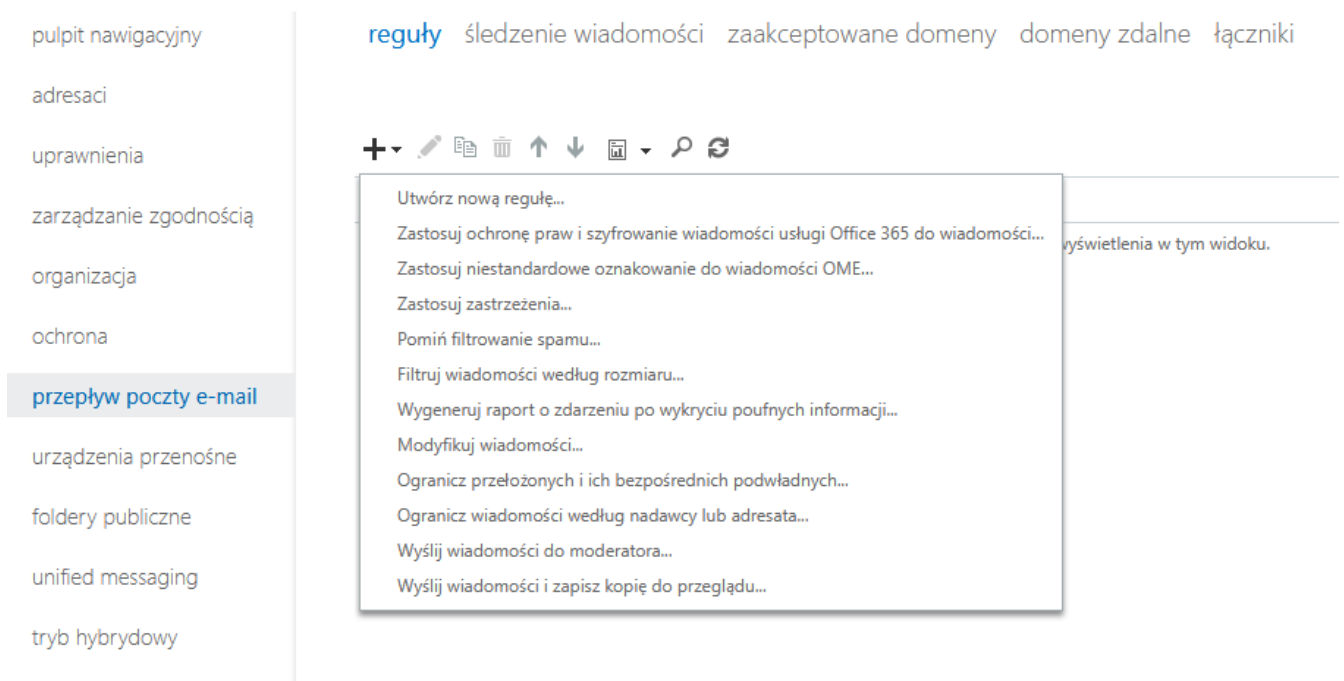 pulpit nawigacyjny
adresaci
uprawnienia
zarządzanie zgodnością
organizacja
ochrona
przepływ poczty e-mail
urządzenia przenośne
foldery publiczne
unified messaging
tryb hybrydowy
reguły śledzenie wiadomości zaakceptowane domeny domeny zdalne łączniki
Utwórz nową regułę...
Zastosuj ochronę praw i szyfrowanie wiadomości usługi Office 365 do wiadomości...
Zastosuj niestandardowe oznakowanie do wiadomości OME...
Zastosuj zastrzeżenia...
Pomiń filtrowanie spamu...
Filtruj wiadomości według rozmiaru...
Wygeneruj raport o zdarzeniu po wykryciu poufnych informacji...
Modyfikuj wiadomości...
Ogranicz przełożonych i ich bezpośrednich podwładnych...
Ogranicz wiadomości według nadawcy lub adresata...
Wyślij wiadomości do moderatora...
Wyślij wiadomości i zapisz kopię do przeglądu...
wyświetlenia w tym widoku.